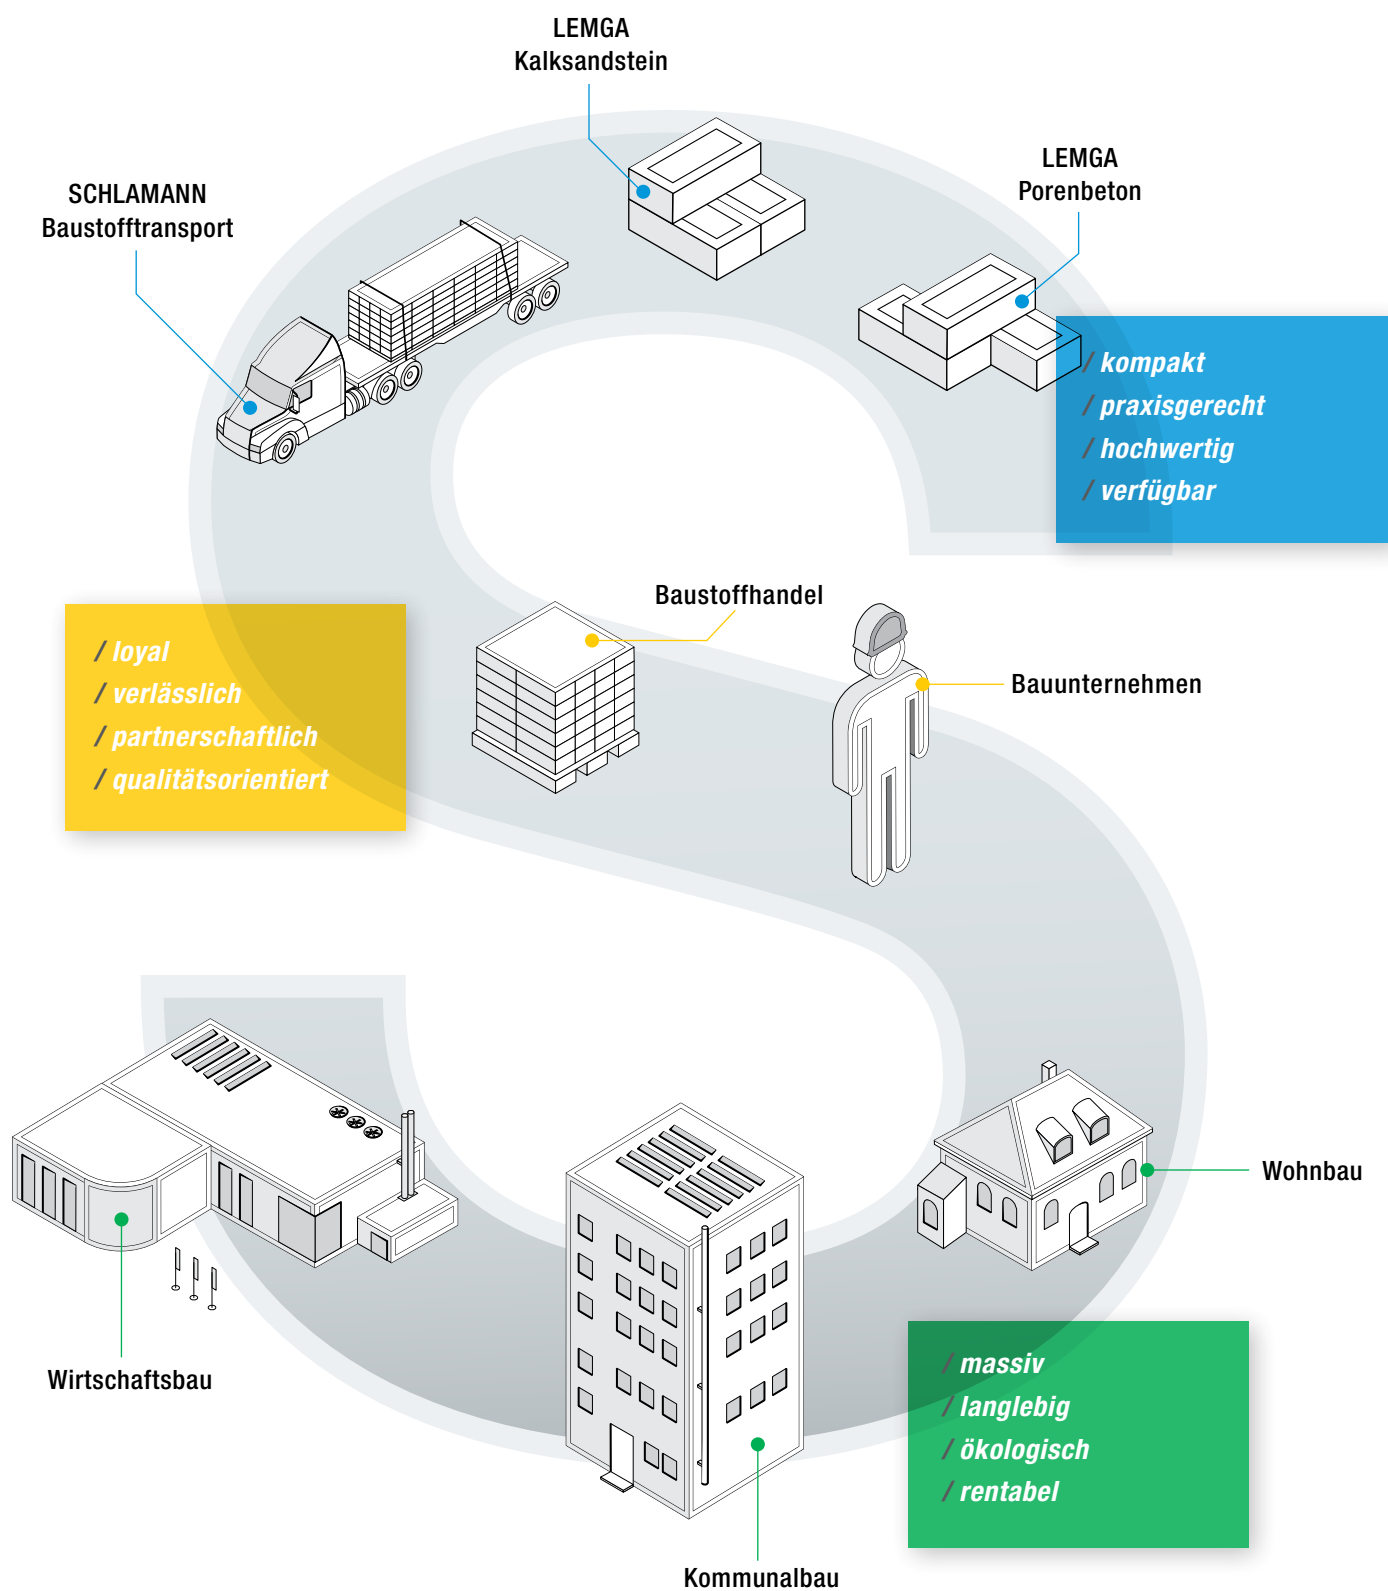 LEMGA
Kalksandstein
LEMGA
Porenbeton
SCHLAMANN
Baustofftransport
/ kompakt
/ praxisgerecht
/ hochwertig
/ verfügbar
Baustoffhandel
Bauunternehmen
/ loyal
/ verlässlich
/ partnerschaftlich
/ qualitätsorientiert
Wohnbau
Wirtschaftsbau
/ massiv
/ langlebig
/ ökologisch
/ rentabel
Kommunalbau